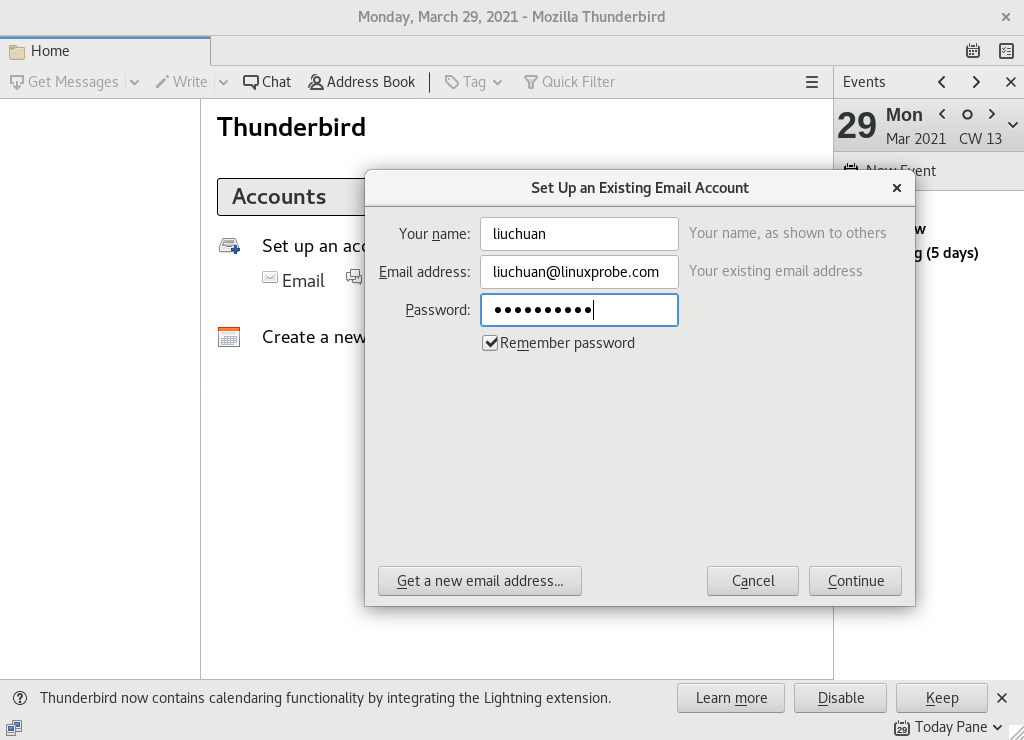 Monday, March 29, 2021 - Mozilla Thunderbird
Home
Get Messages Write Chat Address Book Tag Quick Filter
Events
29 Mon
Mar 2021 CW 13
New Event
Thunderbird
Accounts
Set up an acc
Email
Create a new
g (5 days)
Set Up an Existing Email Account
Your name: liuchuan Your name, as shown to others
Email address: liuchuan@linuxprobe.com Your existing email address
Password: ••••••••••
Remember password
Get a new email address... Cancel Continue
Thunderbird now contains calendaring functionality by integrating the Lightning extension. Learn more Disable Keep
29 Today Pane